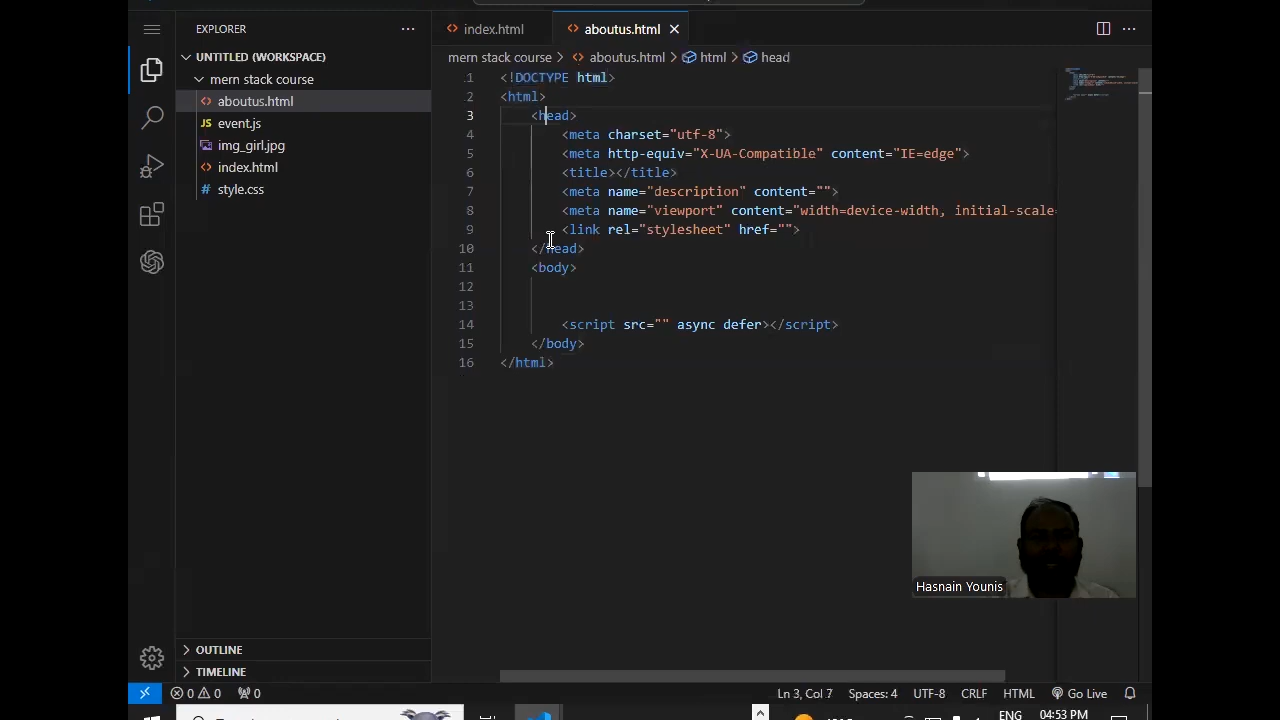 EXPLORER
UNTITLED (WORKSPACE)
mern stack course
aboutus.html
event.js
img_girl.jpg
index.html
style.css
OUTLINE
TIMELINE
index.html
aboutus.html
mern stack course > aboutus.html > html > head
1 <!DOCTYPE html>
2 <html>
3 <head>
4 <meta charset="utf-8">
5 <meta http-equiv="X-UA-Compatible" content="IE=edge">
6 <title></title>
7 <meta name="description" content="">
8 <meta name="viewport" content="width=device-width, initial-scale=
9 <link rel="stylesheet" href="">
10 </head>
11 <body>
12
13
14 <script src="" async defer></script>
15 </body>
16 </html>
Hasnain Younis
0 0 0
Ln 3, Col 7 Spaces: 4 UTF-8 CRLF HTML Go Live
ENG 04:53 PM